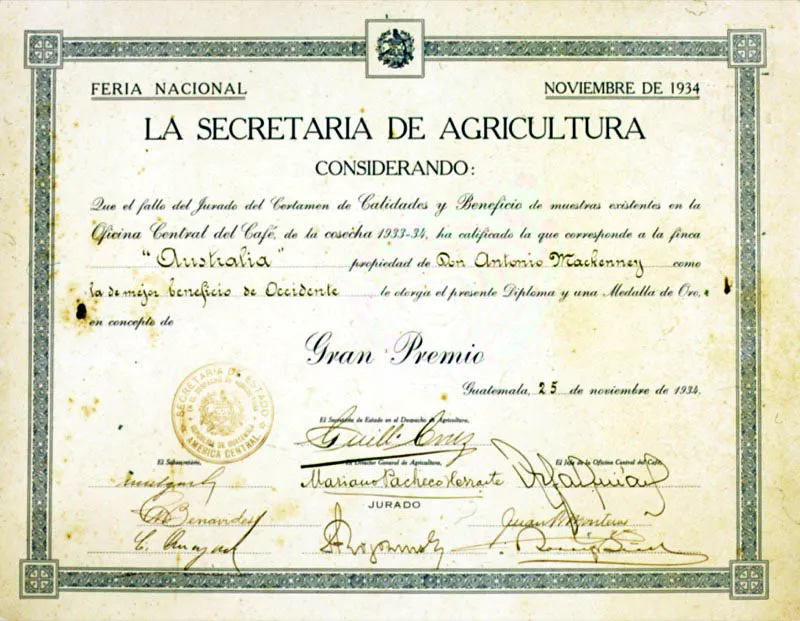 FERIA NACIONAL
NOVIEMBRE DE 1934
LA SECRETARIA DE AGRICULTURA
CONSIDERANDO:
Que el fallo del Jurado del Certamen de Calidades y Beneficio de muestras existentes en la
Oficina Central del Café, de la cosecha 1933-34, ha calificado la que corresponde a la finca
"Australia" propiedad de Don Antonio Mackenney como
la de mejor beneficio de Occidente le otorga el presente Diploma y una Medalla de Oro,
en concepto de
Gran Premio
Guatemala, 25 de noviembre de 1934.
SECRETARIA DE ESTADO
AMERICA CENTRAL
El Secretario de Estado en el Despacho de Agricultura,
Guill. Cruz
El Subsecretario,
El Director General de Agricultura,
El Jefe de la Oficina Central del Café,
Mariano Pacheco Herrarte
JURADO
Benavides